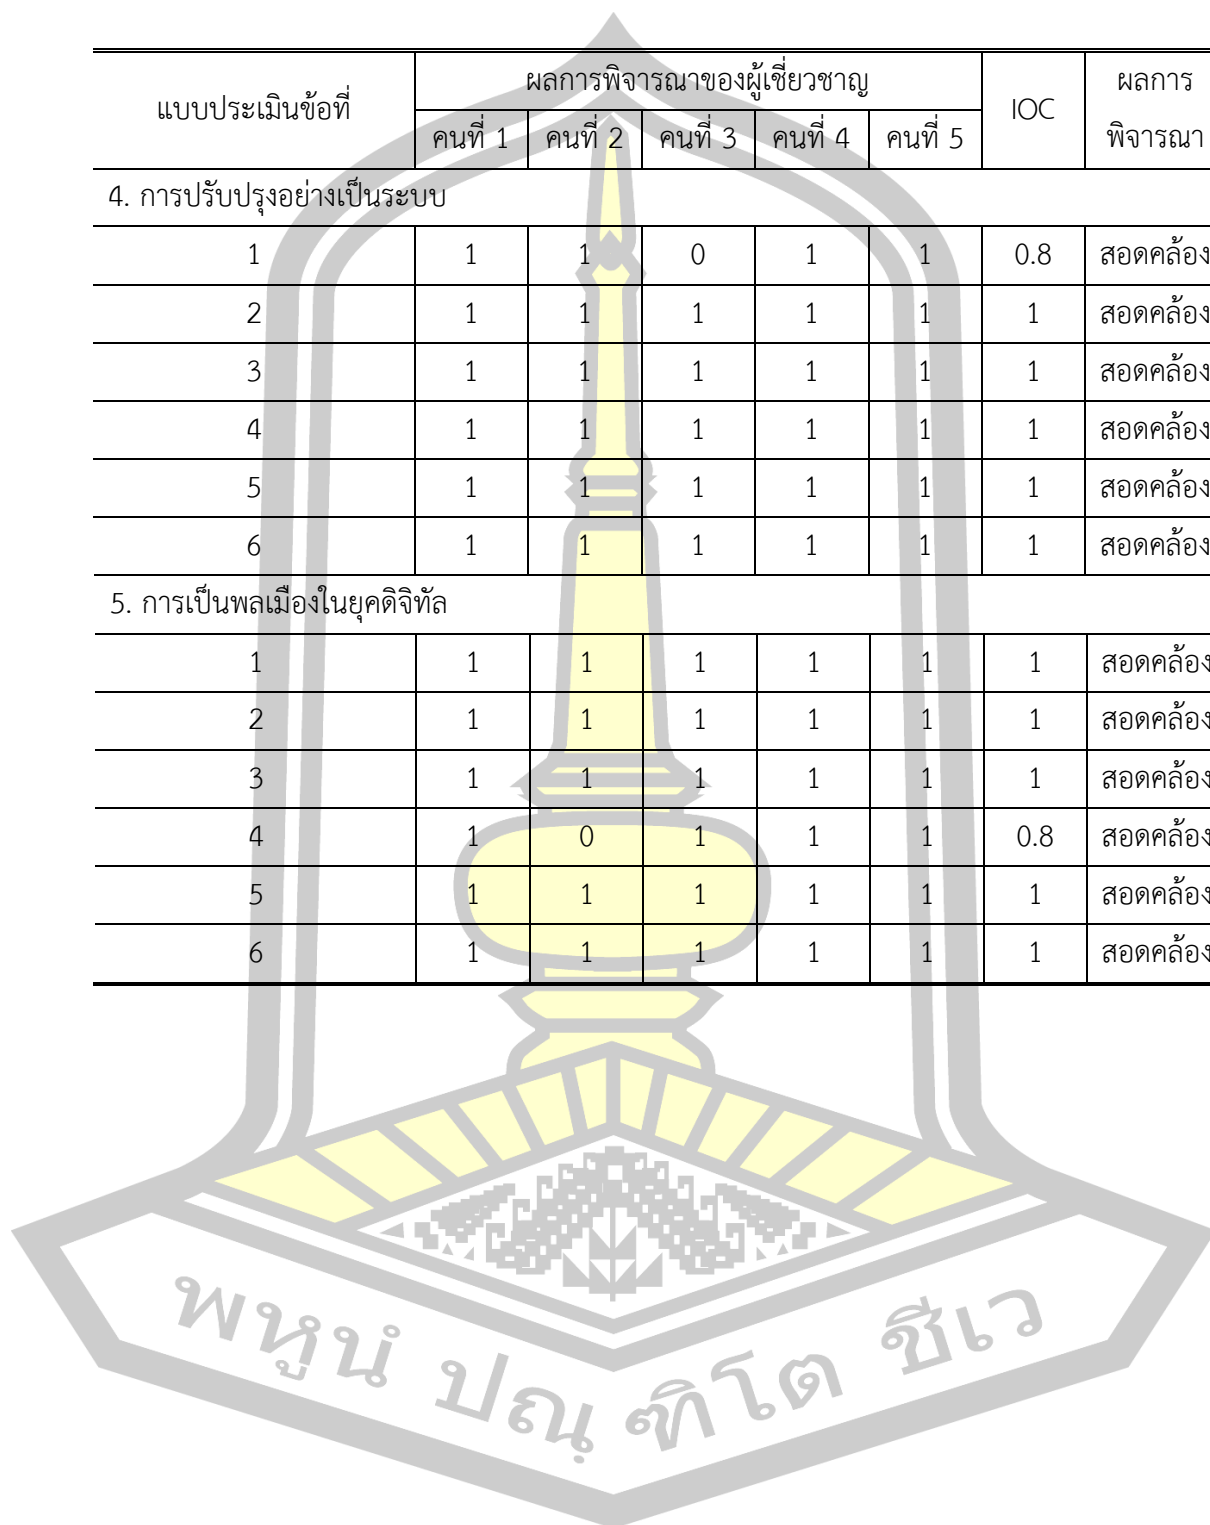 แบบประเมินข้อที่ ผลการพิจารณาของผู้เชี่ยวชาญ IOC ผลการพิจารณา
คนที่ 1 คนที่ 2 คนที่ 3 คนที่ 4 คนที่ 5
4. การปรับปรุงอย่างเป็นระบบ
1 1 1 0 1 1 0.8 สอดคล้อง
2 1 1 1 1 1 1 สอดคล้อง
3 1 1 1 1 1 1 สอดคล้อง
4 1 1 1 1 1 1 สอดคล้อง
5 1 1 1 1 1 1 สอดคล้อง
6 1 1 1 1 1 1 สอดคล้อง
5. การเป็นพลเมืองในยุคดิจิทัล
1 1 1 1 1 1 1 สอดคล้อง
2 1 1 1 1 1 1 สอดคล้อง
3 1 1 1 1 1 1 สอดคล้อง
4 1 0 1 1 1 0.8 สอดคล้อง
5 1 1 1 1 1 1 สอดคล้อง
6 1 1 1 1 1 1 สอดคล้อง
พหูนํ ปณฺ ฑิโต ชีเว